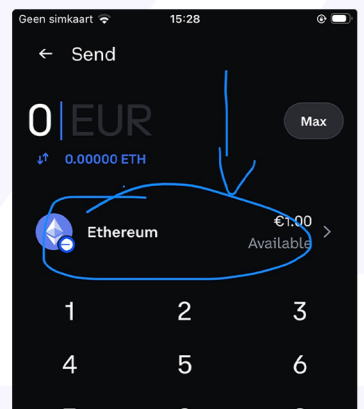 Geen simkaart 15:28
← Send
0 EUR
Max
0.00000 ETH
Ethereum
€1.00
Available
1 2 3
4 5 6